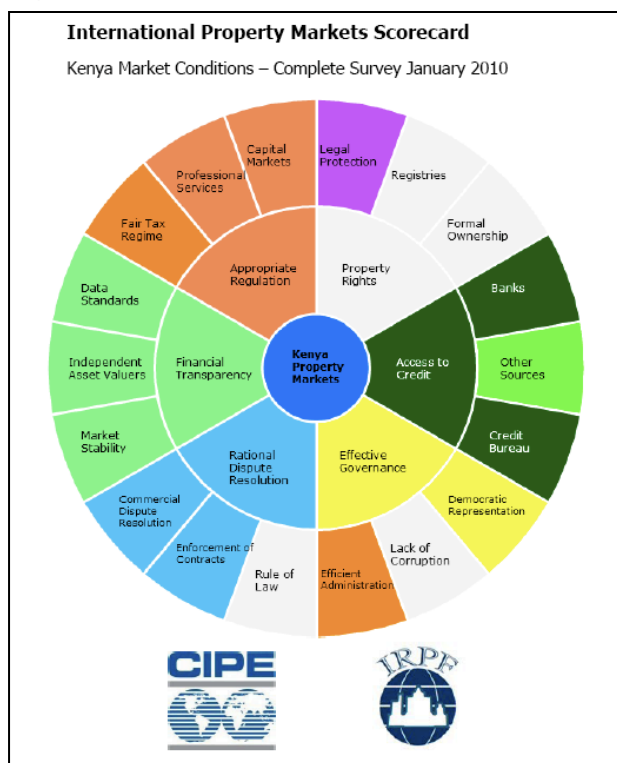 International Property Markets Scorecard
Kenya Market Conditions – Complete Survey January 2010
Capital
Markets
Legal
Protection
Professional
Services
Registries
Fair Tax
Regime
Formal
Ownership
Appropriate
Regulation
Property
Rights
Data
Standards
Banks
Independent
Asset Valuers
Financial
Transparency
Kenya
Property
Markets
Access to
Credit
Other
Sources
Market
Stability
Credit
Bureau
Rational
Dispute
Resolution
Effective
Governance
Commercial
Dispute
Resolution
Democratic
Representation
Enforcement of
Contracts
Rule of
Law
Efficient
Administration
Lack of
Corruption
CIPE
IRPF